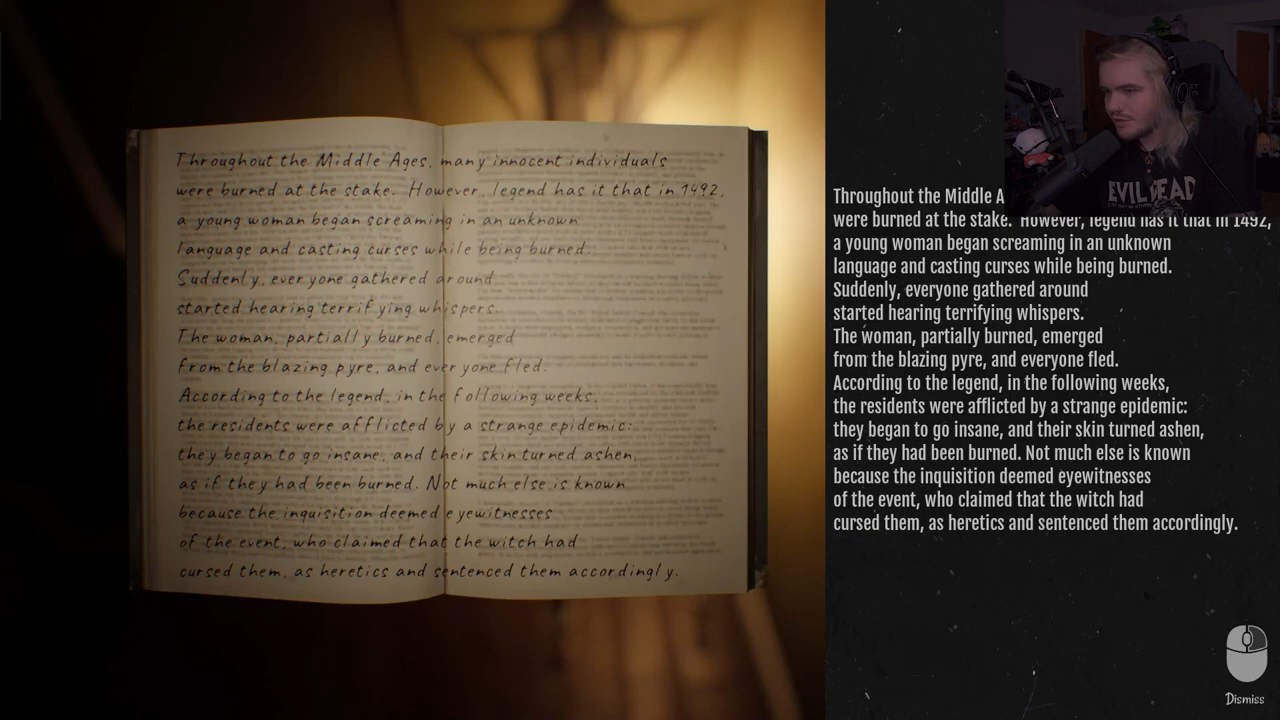 Throughout the Middle Ages, many innocent individuals
were burned at the stake. However, legend has it that in 1492,
a young woman began screaming in an unknown
language and casting curses while being burned.
Suddenly, everyone gathered around
started hearing terrifying whispers.
The woman, partially burned, emerged
from the blazing pyre, and everyone fled.
According to the legend, in the following weeks,
the residents were afflicted by a strange epidemic:
they began to go insane, and their skin turned ashen,
as if they had been burned. Not much else is known
because the inquisition deemed eyewitnesses
of the event, who claimed that the witch had
cursed them, as heretics and sentenced them accordingly.
Throughout the Middle A
were burned at the stake. However, legend has it that in 1492,
a young woman began screaming in an unknown
language and casting curses while being burned.
Suddenly, everyone gathered around
started hearing terrifying whispers.
The woman, partially burned, emerged
from the blazing pyre, and everyone fled.
According to the legend, in the following weeks,
the residents were afflicted by a strange epidemic:
they began to go insane, and their skin turned ashen,
as if they had been burned. Not much else is known
because the inquisition deemed eyewitnesses
of the event, who claimed that the witch had
cursed them, as heretics and sentenced them accordingly.
EVIL DEAD
Dismiss